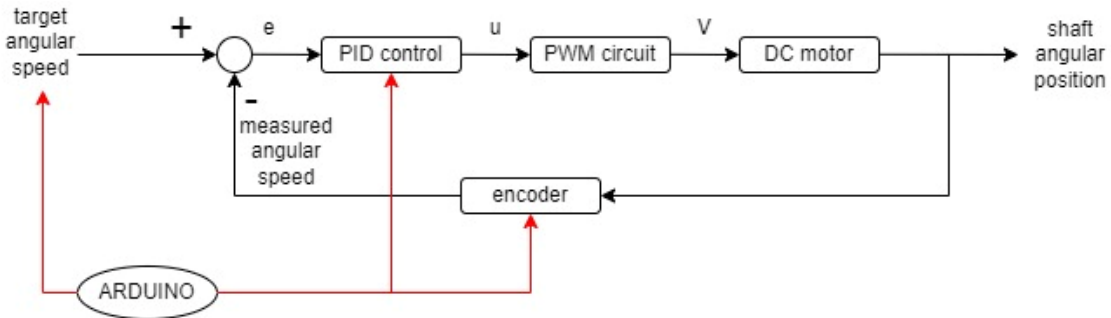 target
angular
speed
+
e
PID control
u
PWM circuit
V
DC motor
shaft
angular
position
-
measured
angular
speed
encoder
ARDUINO